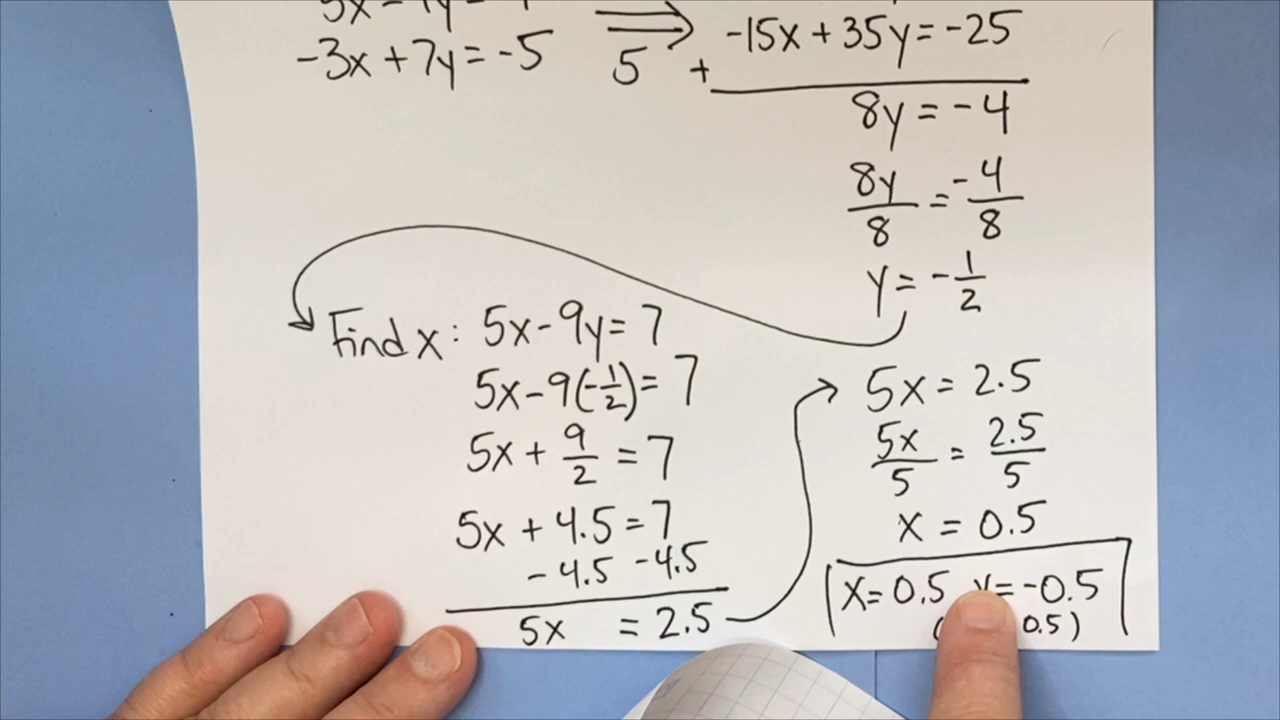 -3x + 7y = -5
5
-15x + 35y = -25
+
8y = -4
8y/8 = -4/8
y = -1/2
Find x: 5x - 9y = 7
5x - 9(-1/2) = 7
5x + 9/2 = 7
5x + 4.5 = 7
- 4.5 - 4.5
5x = 2.5
5x = 2.5
5x/5 = 2.5/5
x = 0.5
x = 0.5 y = -0.5
( 0.5)